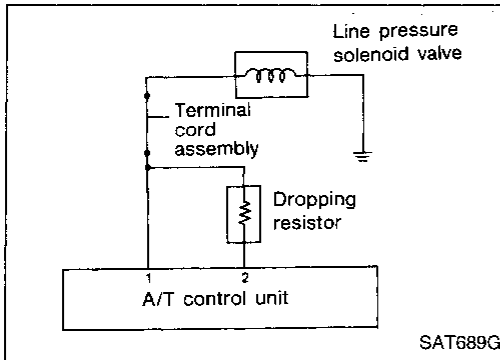 Line pressure
solenoid valve
Terminal
cord
assembly
Dropping
resistor
1 2
A/T control unit
SAT689G